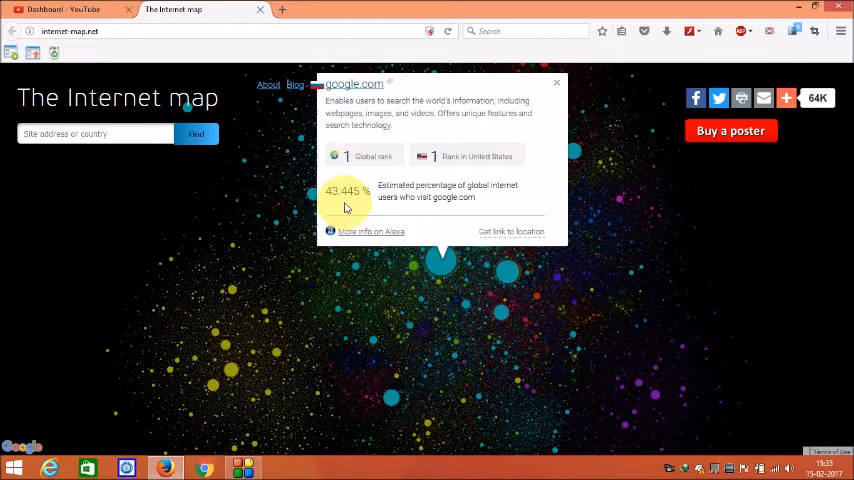 Dashboard - YouTube
The Internet map
internet-map.net
Search
The Internet map
Site address or country
Find
About
Blog
google.com
Enables users to search the world's information, including
webpages, images, and videos. Offers unique features and
search technology.
1 Global rank
1 Rank in United States
43.445 %
Estimated percentage of global internet
users who visit google.com
More info on Alexa
Get link to location
64K
Buy a poster
Google
Terms of Use
15:35
15-02-2017